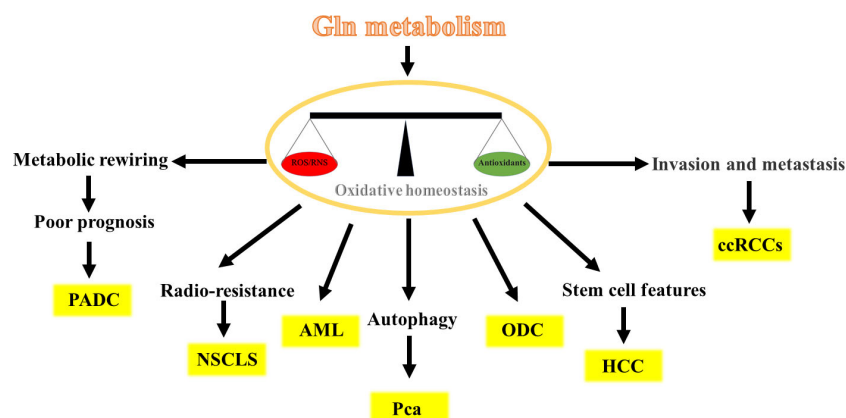 Gln metabolism
ROS/RNS
Antioxidants
Oxidative homeostasis
Metabolic rewiring
Invasion and metastasis
Poor prognosis
ccRCCs
PADC
Radio-resistance
Stem cell features
AML
Autophagy
ODC
NSCLS
HCC
Pca